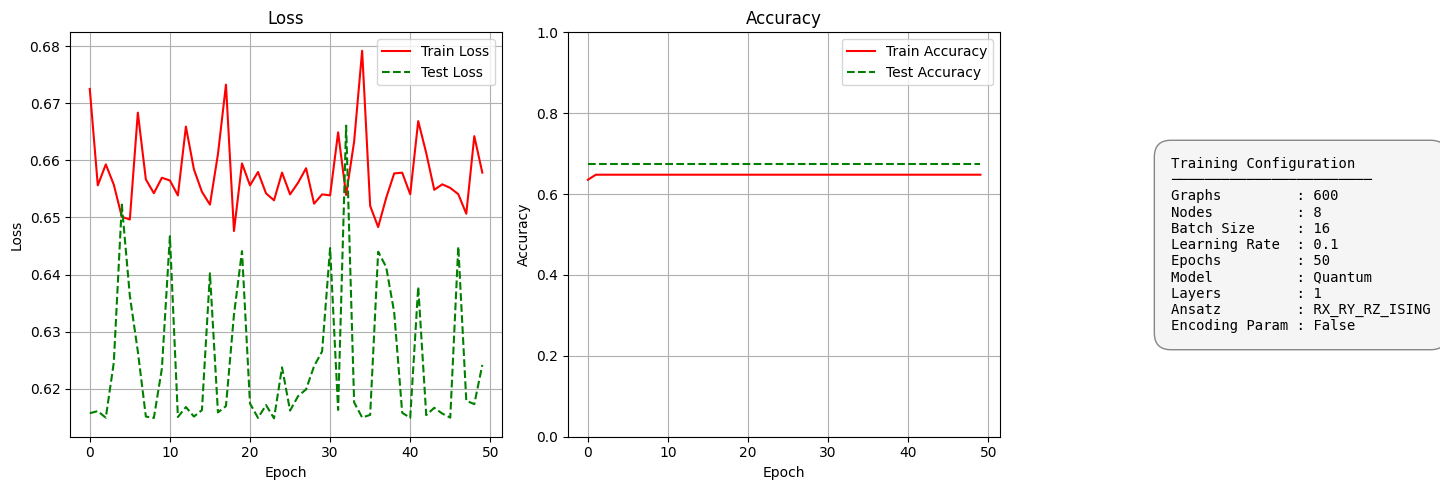 Loss
Train Loss
Test Loss
0.68
0.67
0.66
0.65
0.64
0.63
0.62
Loss
0 10 20 30 40 50
Epoch
Accuracy
Train Accuracy
Test Accuracy
1.0
0.8
0.6
0.4
0.2
0.0
Accuracy
0 10 20 30 40 50
Epoch
Training Configuration
Graphs : 600
Nodes : 8
Batch Size : 16
Learning Rate : 0.1
Epochs : 50
Model : Quantum
Layers : 1
Ansatz : RX_RY_RZ_ISING
Encoding Param : False